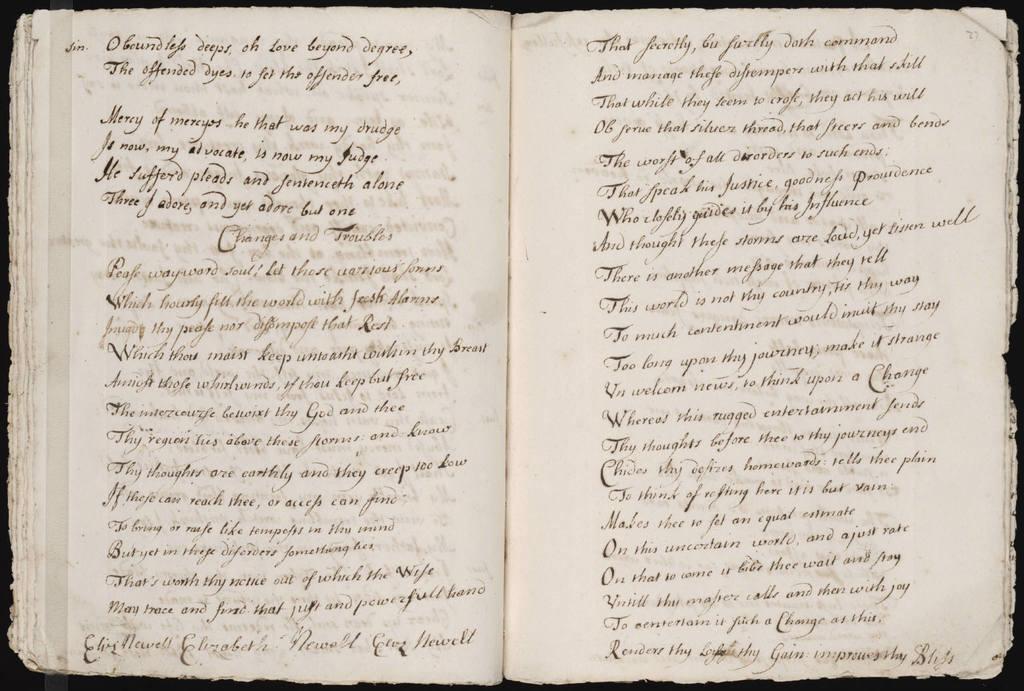 sin. O boundless deeps, oh Love beyond degree,
The offended dyes to set the offender free,
Mercy of mercyes he that was my drudge
Is now, my advocate, is now my Judge
He sufferd pleads and sentenceth alone
Three I adore, and yet adore but one
Changes and Troubles
Pease wayward soul! Let those various storms
Which hourly fill the world with fresh Alarms
thy pease nor discompose that Rest
Which thou maist keep untoucht within thy Breast
Amidst those whirlwinds, if thou keep but free
The intercourse betwixt thy God and thee
Thy region lies above these storms: and know
Thy thoughts are earthly and they creep too low
If these can reach thee, or access can find
To bring or raise like tempests in thy mind
But yet in these disorders something lies
That's worth thy notice out of which the Wise
May trace and find that just and powerfull hand
Eliz Newell Elizabeth Newell Eliz Newell
27
That secretly, but surely doth command
And manage these distempers with that skill
That while they seem to crose, they act his will
Observe that silver thread, that steers and bends
The worst of all disorders to such ends:
That speak his Justice, goodness Providence
Who closely guides it by his Influence
And thought these storms are loud, yet listen well
There is another message that they tell
This world is not thy country, tis thy way
To much contentment would invit thy stay
Too long upon thy journey; make it strange
Un welcom news, to think upon a Change
Whereas this rugged entertainment sends
Thy thoughts before thee to thy journeys end
Chides thy desires homewards: tells thee plain
To think of resting here it is but vain:
Makes thee to set an equal estimate
On this uncertain world, and a just rate
On that to come it bids thee wait and stay
Untill thy master calls and then with joy
To entertain it such a Change as this;
Renders thy Loss thy Gain: improves thy Bliss